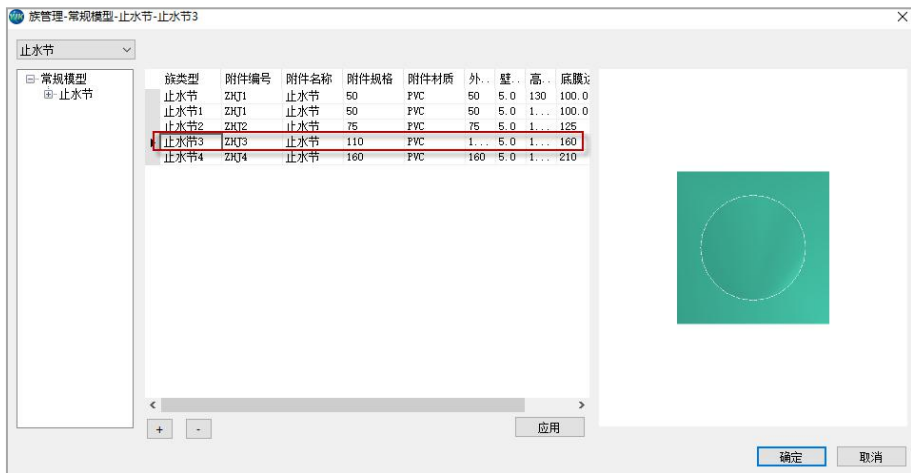 族管理-常规模型-止水节-止水节3
止水节
常规模型
止水节
族类型 附件编号 附件名称 附件规格 附件材质 外.. 壁.. 高.. 底膜边
止水节 ZHJ1 止水节 50 PVC 50 5.0 130 100.0
止水节1 ZHJ1 止水节 50 PVC 50 5.0 1... 100.0
止水节2 ZHJ2 止水节 75 PVC 75 5.0 1... 125
止水节3 ZHJ3 止水节 110 PVC 1... 5.0 1... 160
止水节4 ZHJ4 止水节 160 PVC 160 5.0 1... 210
+ - 应用
确定 取消